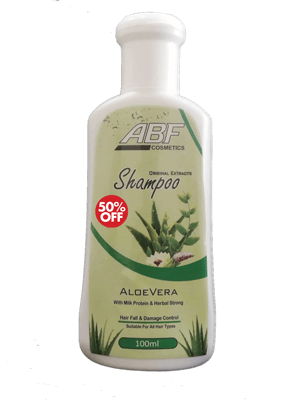 ABF
COSMETICS
ORIGINAL EXTRACTS
Shampoo
50%
OFF
ALOEVERA
With Milk Protein & Herbal Strong
Hair Fall & Damage Control
Suitable For All Hair Types
100ml